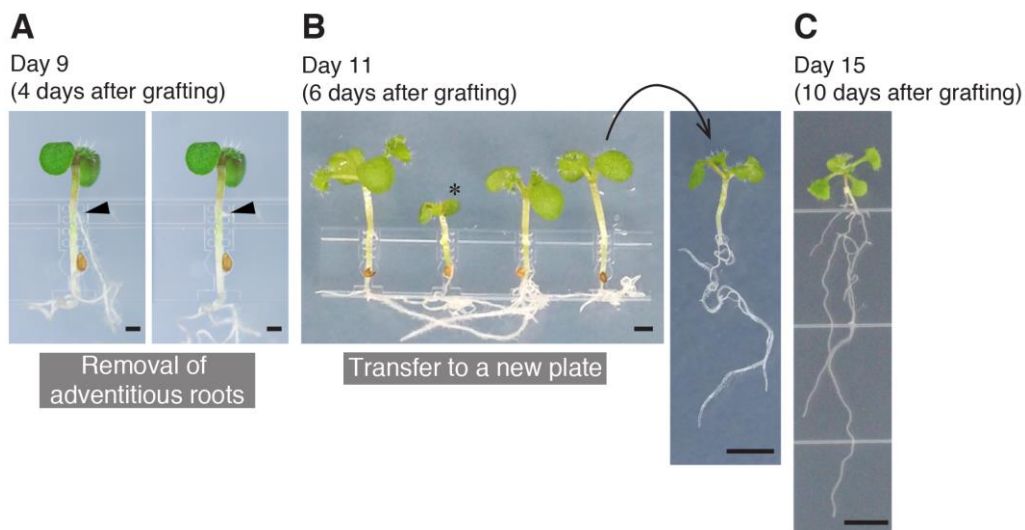 A
Day 9
(4 days after grafting)
Removal of
adventitious roots
B
Day 11
(6 days after grafting)
*
Transfer to a new plate
C
Day 15
(10 days after grafting)